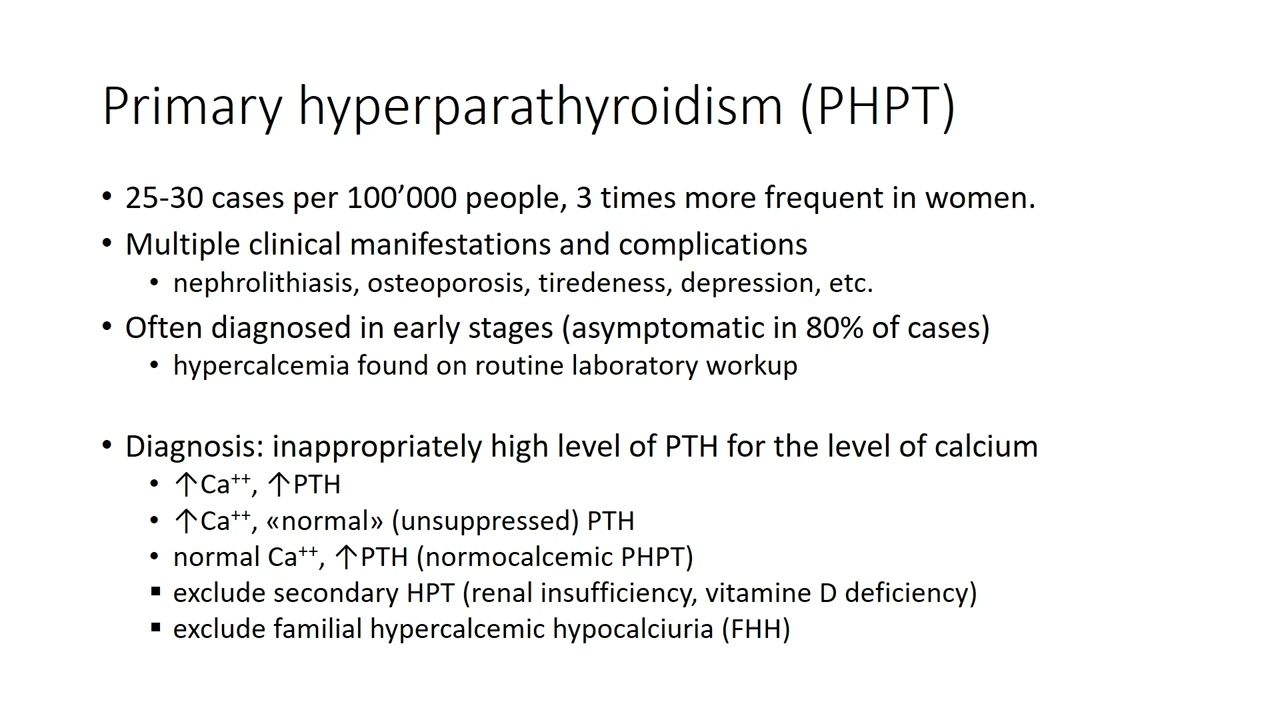 Primary hyperparathyroidism (PHPT)
• 25-30 cases per 100’000 people, 3 times more frequent in women.
• Multiple clinical manifestations and complications
• nephrolithiasis, osteoporosis, tiredeness, depression, etc.
• Often diagnosed in early stages (asymptomatic in 80% of cases)
• hypercalcemia found on routine laboratory workup
• Diagnosis: inappropriately high level of PTH for the level of calcium
• ↑Ca⁺⁺, ↑PTH
• ↑Ca⁺⁺, «normal» (unsuppressed) PTH
• normal Ca⁺⁺, ↑PTH (normocalcemic PHPT)
▪ exclude secondary HPT (renal insufficiency, vitamine D deficiency)
▪ exclude familial hypercalcemic hypocalciuria (FHH)